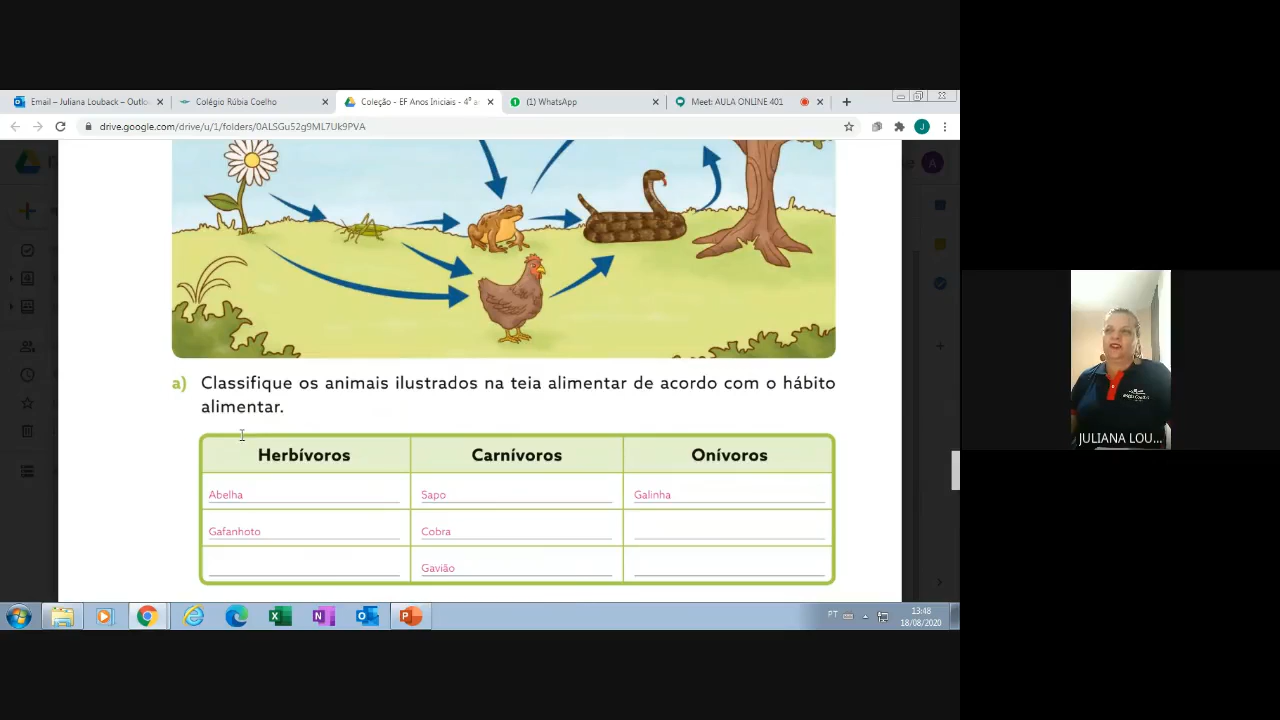 Email – Juliana Louback – Outlo
Colégio Rúbia Coelho
Coleção - EF Anos Iniciais - 4º a
(1) WhatsApp
Meet: AULA ONLINE 401
drive.google.com/drive/u/1/folders/0ALSGu52g9ML7Uk9PVA
J
A
a) Classifique os animais ilustrados na teia alimentar de acordo com o hábito
alimentar.
Herbívoros Carnívoros Onívoros
Abelha Sapo Galinha
Gafanhoto Cobra
Gavião
JULIANA LOU...
PT
13:48
18/08/2020